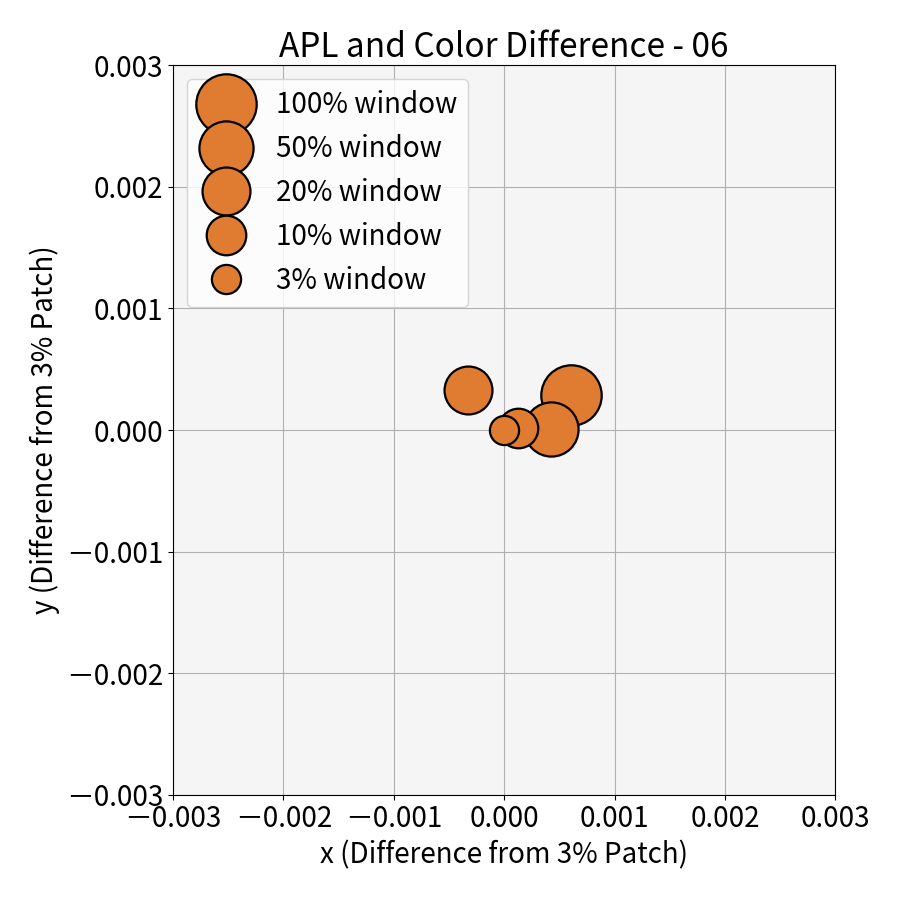 APL and Color Difference - 06
0.003
0.002
0.001
0.000
−0.001
−0.002
−0.003
y (Difference from 3% Patch)
100% window
50% window
20% window
10% window
3% window
−0.003 −0.002 −0.001 0.000 0.001 0.002 0.003
x (Difference from 3% Patch)